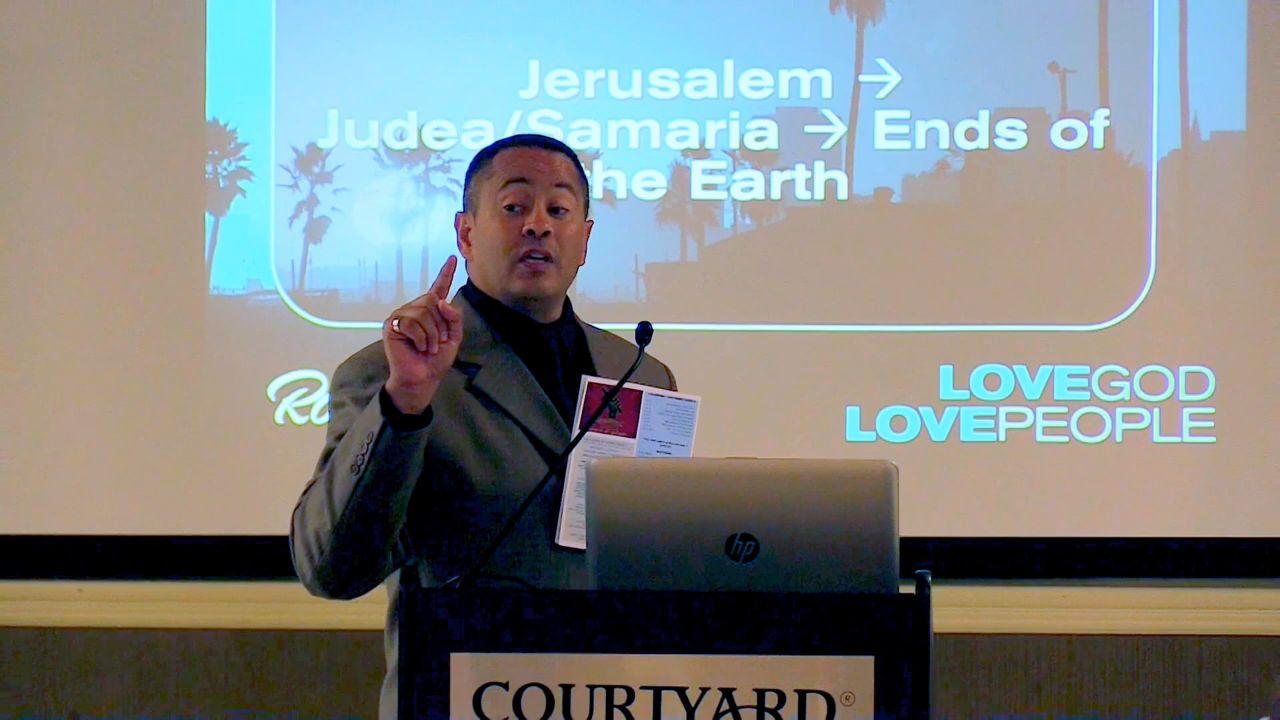 Jerusalem →
Judea/Samaria → Ends of
the Earth
LOVEGOD
LOVEPEOPLE
hp
COURTYARD®